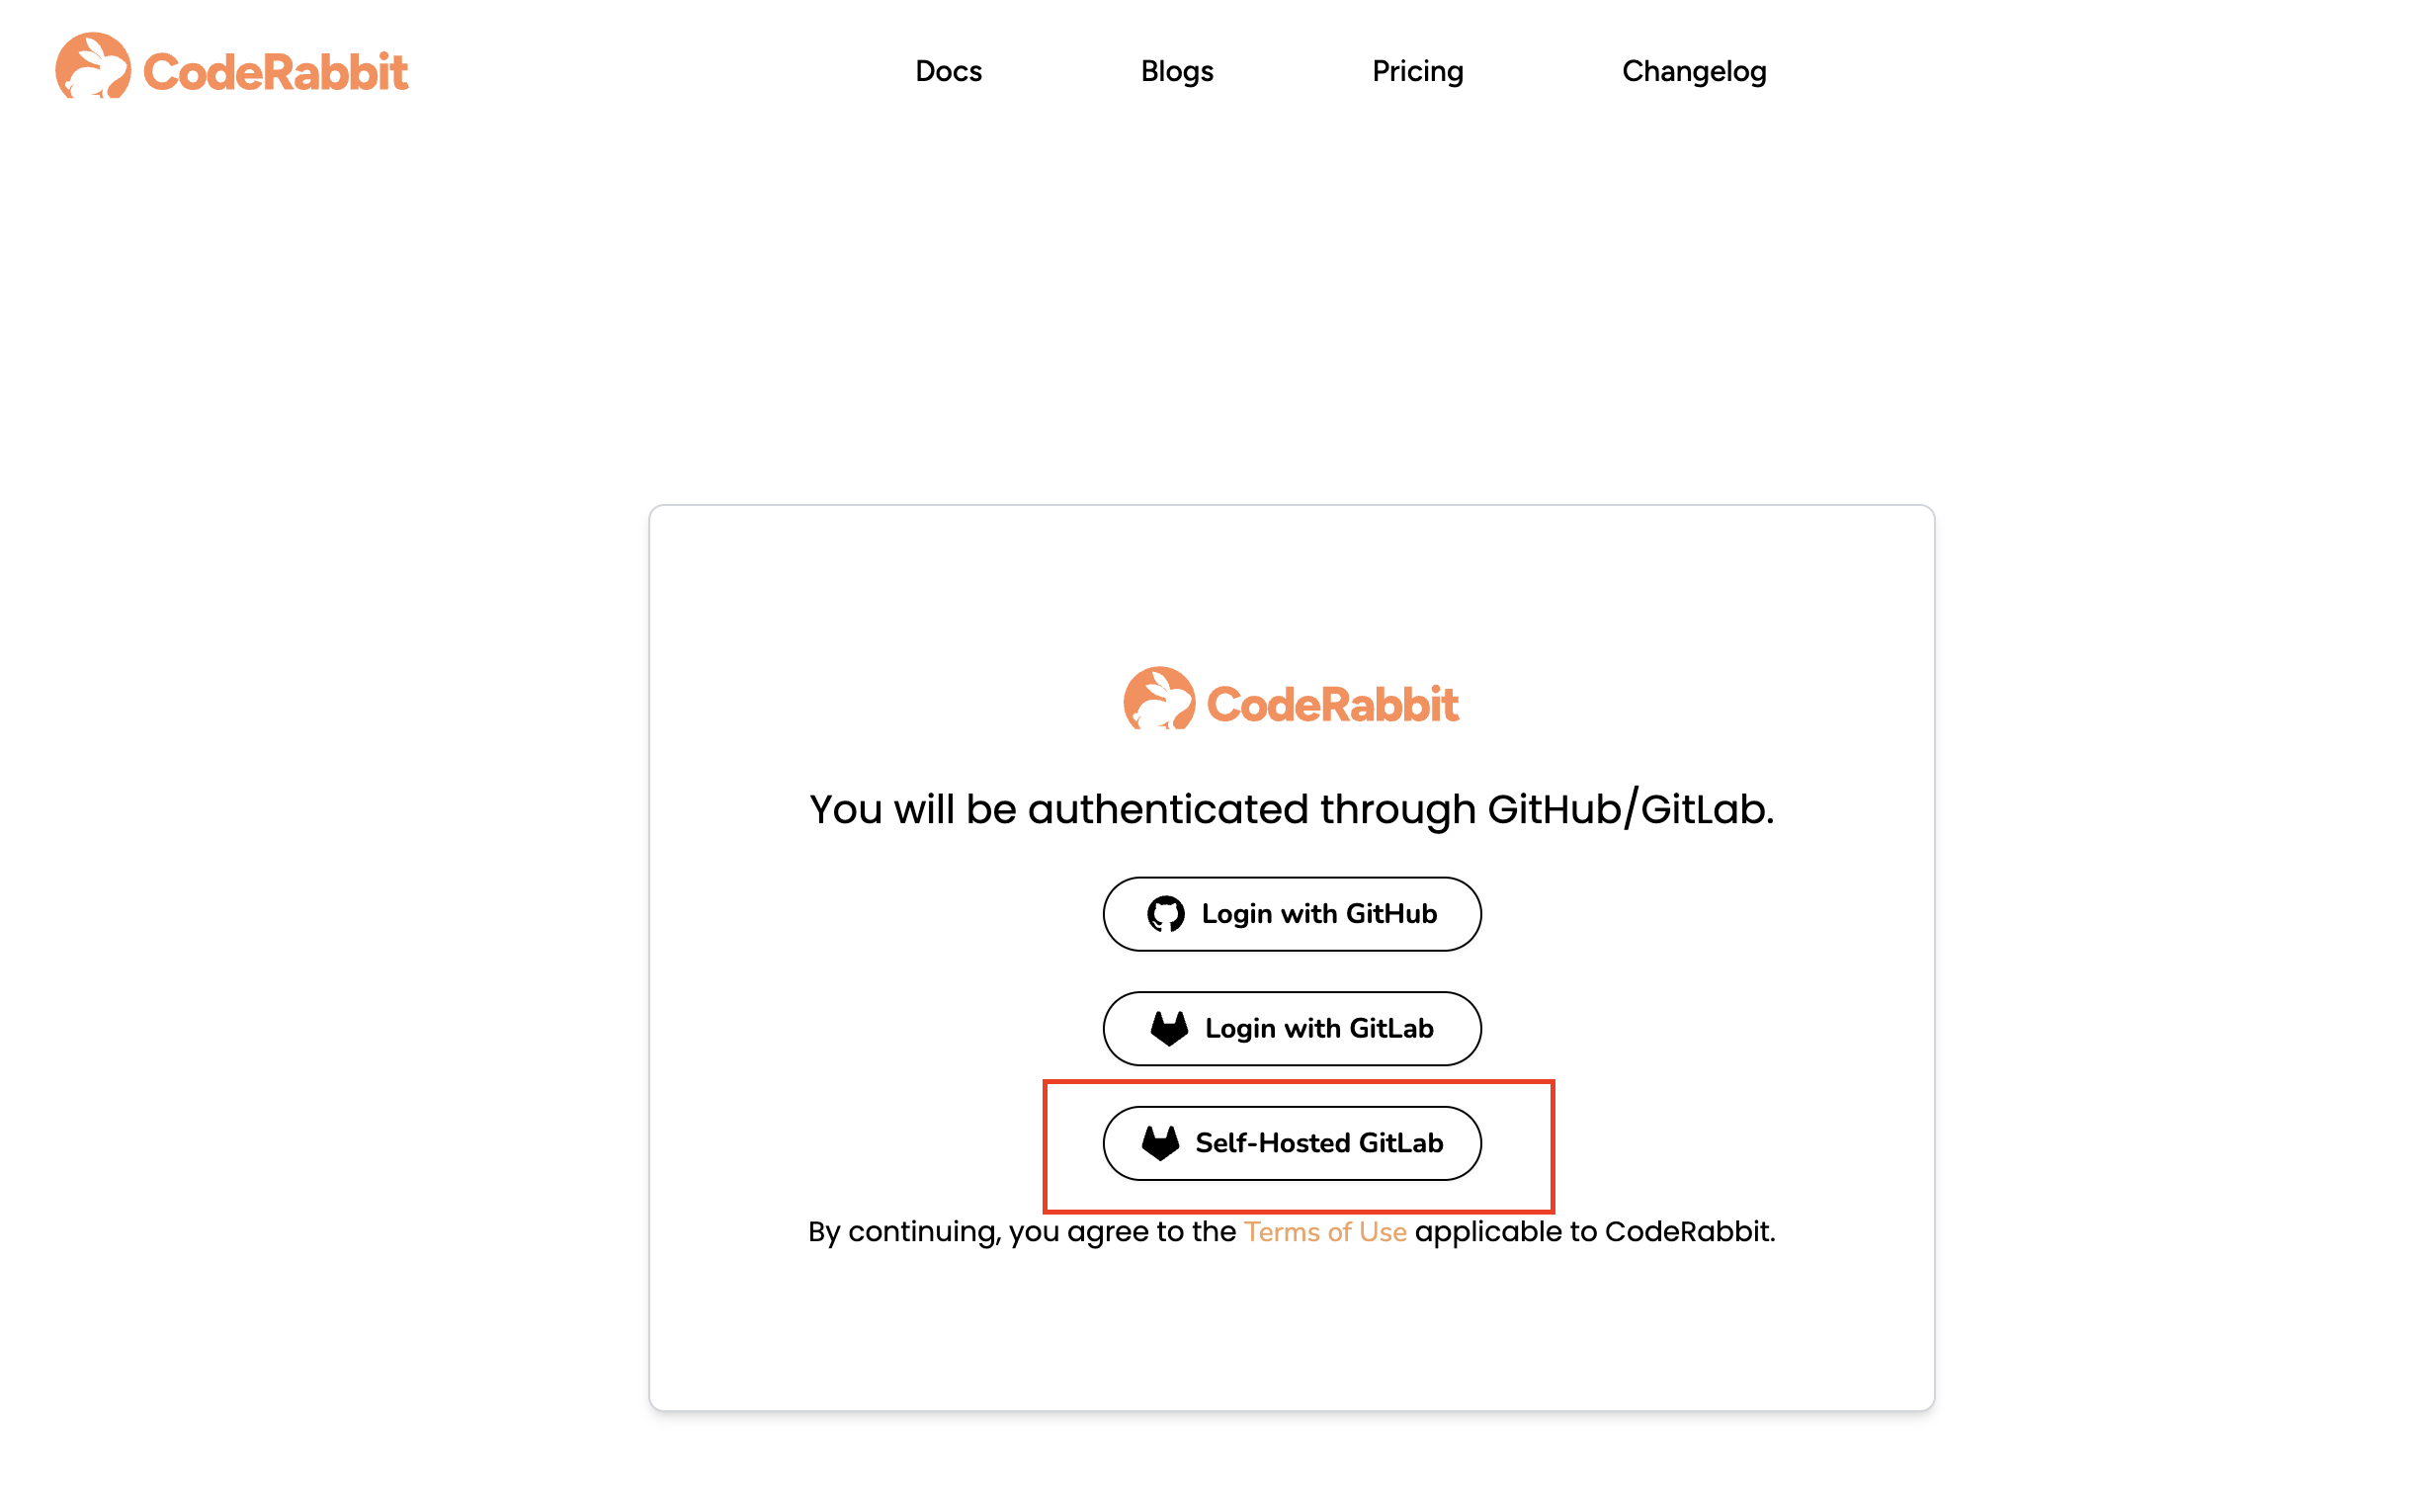 CodeRabbit
Docs Blogs Pricing Changelog
CodeRabbit
You will be authenticated through GitHub/GitLab.
Login with GitHub
Login with GitLab
Self-Hosted GitLab
By continuing, you agree to the Terms of Use applicable to CodeRabbit.